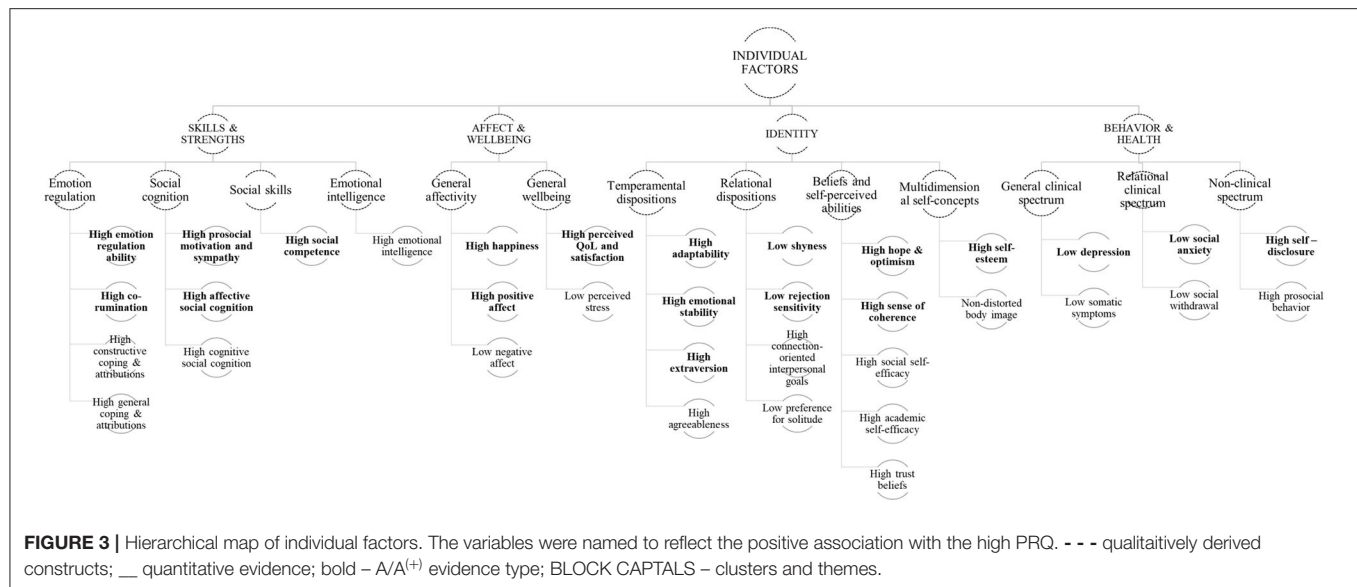 INDIVIDUAL
FACTORS
SKILLS &
STRENGTHS
Emotion
regulation
High emotion
regulation
ability
High co-
rumination
High
constructive
coping &
attributions
High general
coping &
attributions
Social
cognition
High prosocial
motivation and
sympathy
High affective
social cognition
High cognitive
social cognition
Social skills
High social
competence
Emotional
intelligence
High emotional
intelligence
AFFECT &
WELLBEING
General
affectivity
High happiness
High positive
affect
Low negative
affect
General
wellbeing
High perceived
QoL and
satisfaction
Low perceived
stress
IDENTITY
Temperamental
dispositions
High
adaptability
High emotional
stability
High
extraversion
High
agreeableness
Relational
dispositions
Low shyness
Low rejection
sensitivity
High
connection-
oriented
interpersonal
goals
Low preference
for solitude
Beliefs and
self-perceived
abilities
High hope &
optimism
High sense of
coherence
High social self-
efficacy
High academic
self-efficacy
High trust
beliefs
Multidimension
al self-concepts
High self-
esteem
Non-distorted
body image
BEHAVIOR &
HEALTH
General clinical
spectrum
Low depression
Low somatic
symptoms
Relational
clinical
spectrum
Low social
anxiety
Low social
withdrawal
Non-clinical
spectrum
High self –
disclosure
High prosocial
behavior
FIGURE 3 | Hierarchical map of individual factors. The variables were named to reflect the positive association with the high PRQ. - - - qualitaitively derived
constructs; __ quantitative evidence; bold – A/A(+) evidence type; BLOCK CAPTALS – clusters and themes.